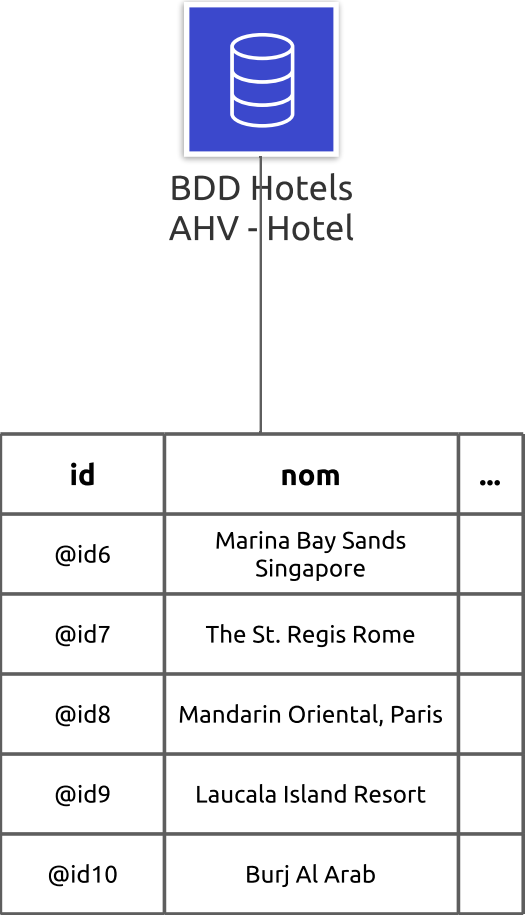 BDD Hotels
AHV - Hotel
id nom ...
@id6 Marina Bay Sands
Singapore
@id7 The St. Regis Rome
@id8 Mandarin Oriental, Paris
@id9 Laucala Island Resort
@id10 Burj Al Arab